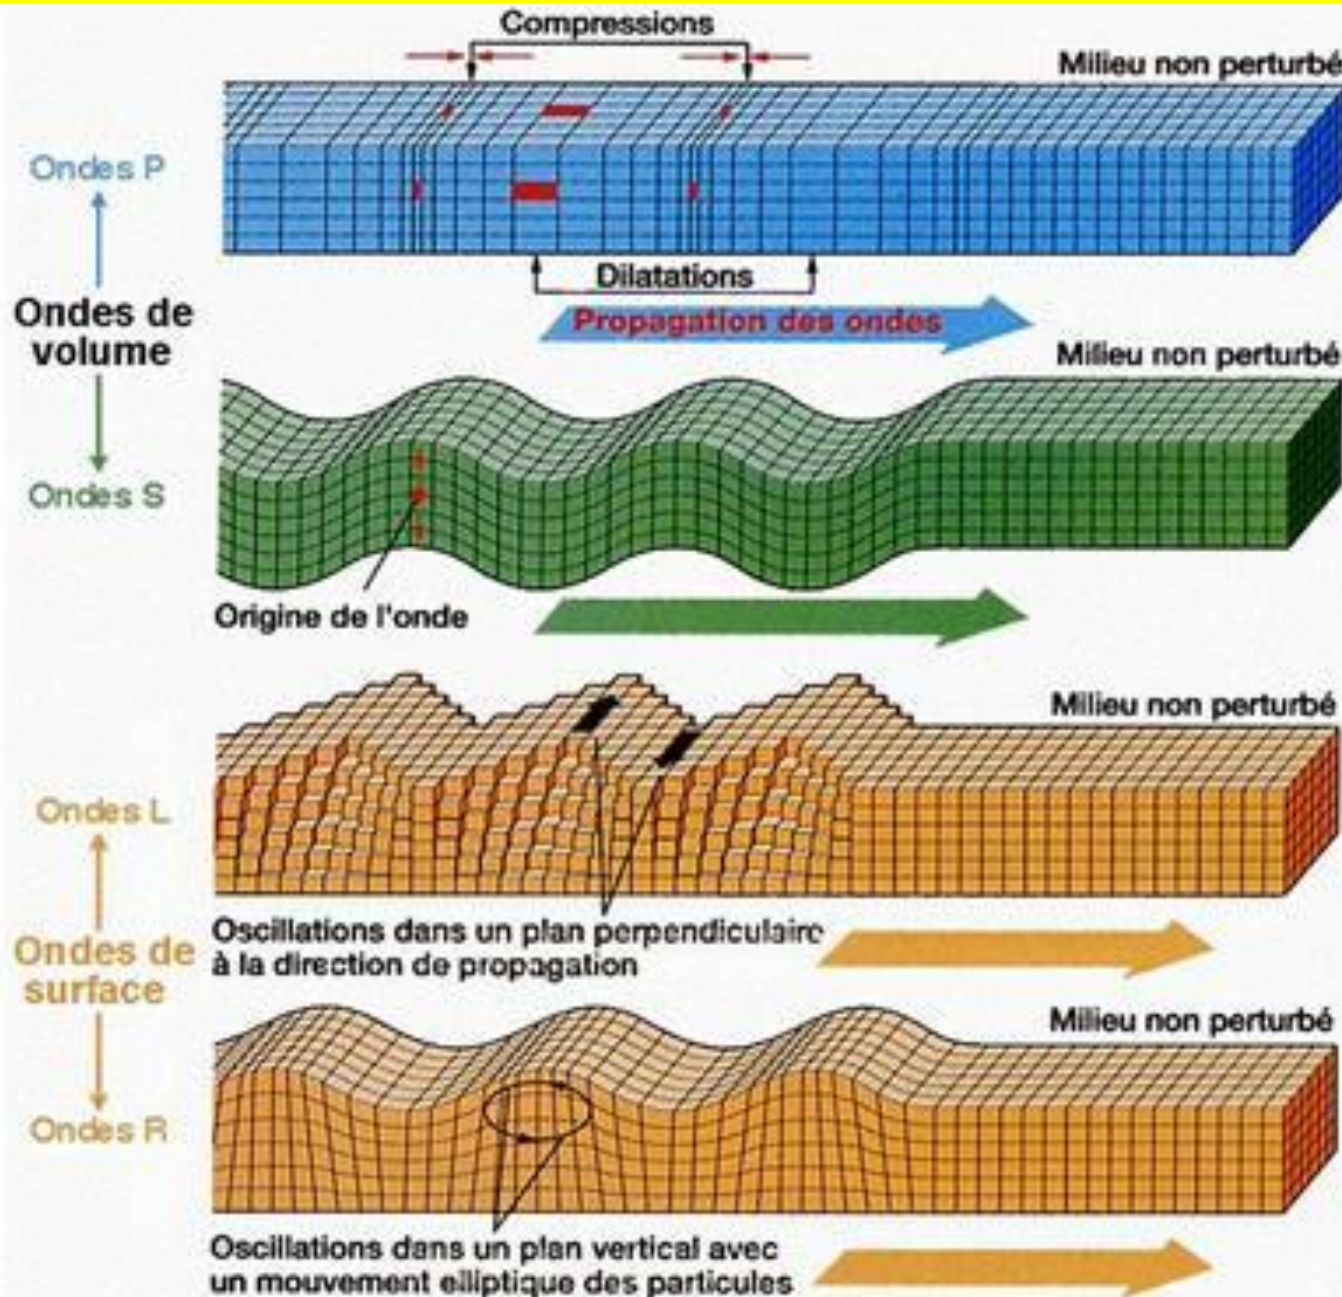 Compressions
Milieu non perturbé
Ondes P
Dilatations
Ondes de
volume
Propagation des ondes
Milieu non perturbé
Ondes S
Origine de l'onde
Milieu non perturbé
Ondes L
Oscillations dans un plan perpendiculaire
à la direction de propagation
Ondes de
surface
Milieu non perturbé
Ondes R
Oscillations dans un plan vertical avec
un mouvement elliptique des particules